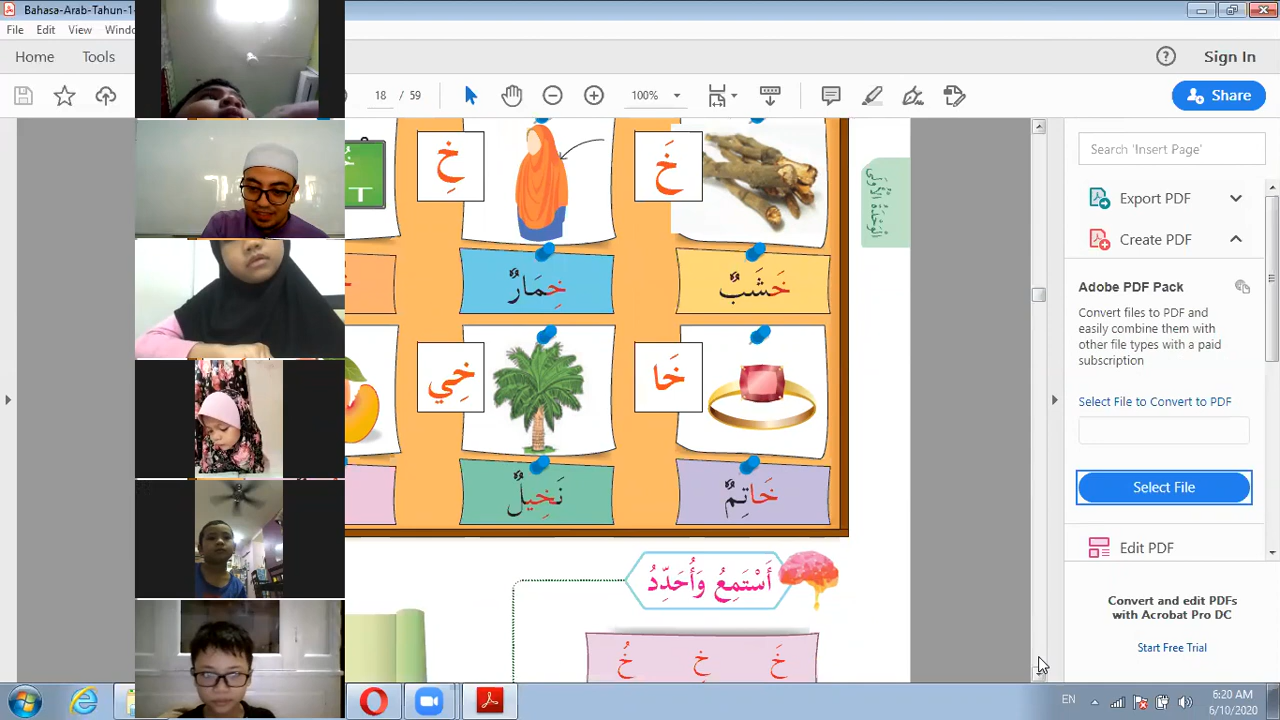 Bahasa-Arab-Tahun-1
File Edit View Windo
Home Tools
Sign In
18 / 59
100%
Share
Search 'Insert Page'
Export PDF
Create PDF
Adobe PDF Pack
Convert files to PDF and
easily combine them with
other file types with a paid
subscription
Select File to Convert to PDF
Select File
Edit PDF
Convert and edit PDFs
with Acrobat Pro DC
Start Free Trial
الْوَحْدَةُ الْأُولَى
خَ
خِ
خَشَبٌ
خِمَارٌ
خَا
خِي
خَاتِمٌ
نَخِيلٌ
أَسْتَمِعُ وَأُحَدِّدُ
خَ خِ خُ
EN
6:20 AM
6/10/2020